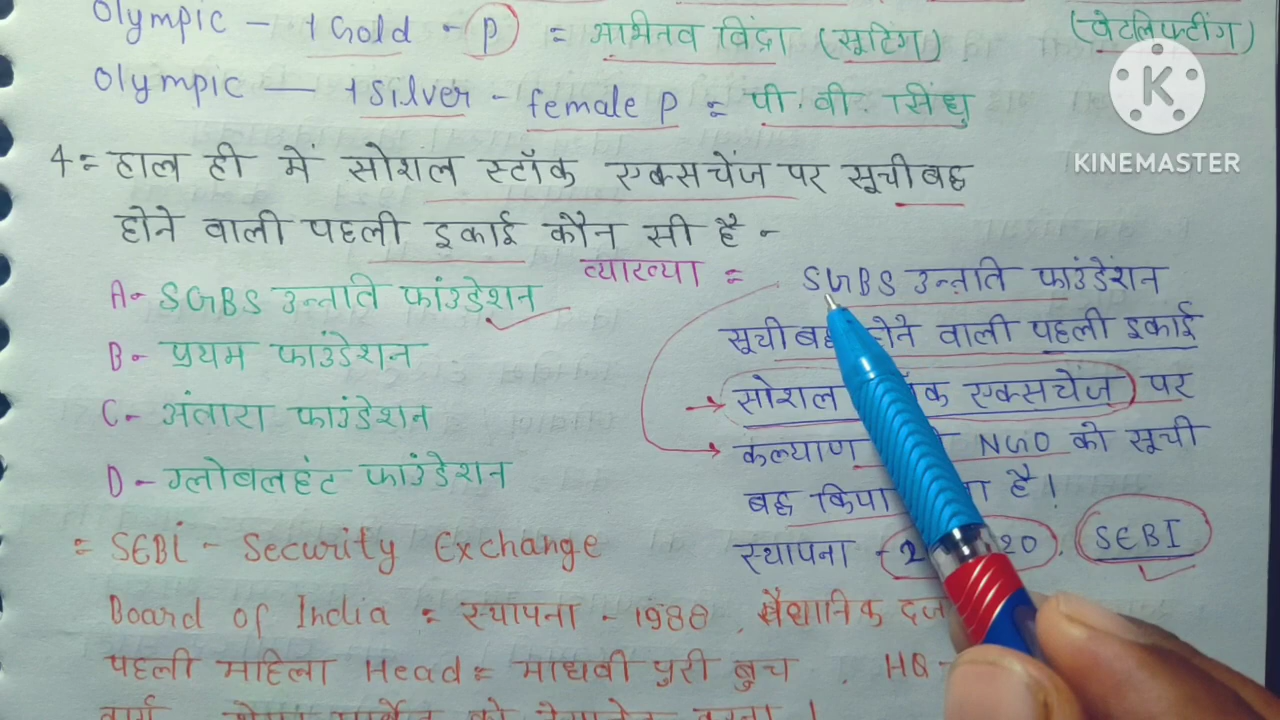 Olympic - 1 Gold - P = अभिनव बिंद्रा (सूटिंग) (वेटलिफ्टींग)
Olympic — 1 Silver - female P = पी.वी. सिंधु
KINEMASTER
4= हाल ही में सोशल स्टॉक एक्सचेंज पर सूचीबद्ध
होने वाली पहली इकाई कौन सी है -
A- SGBS उन्नति फांउडेशन
B- प्रथम फाउंडेशन
C- अंतारा फाउंडेशन
D- ग्लोबलहंट फाउंडेशन
व्याख्या = SGBS उन्नति फाउंडेशन
सूचीबद्ध होने वाली पहली इकाई
सोशल स्टॉक एक्सचेंज पर
कल्याण NGO को सूची
बद्ध किया है।
स्थापना - 20 SEBI
= SEBI - Security Exchange
Board of India = स्थापना - 1988, वैधानिक
पहली महिला Head = माधवी पुरी बुच. HQ -